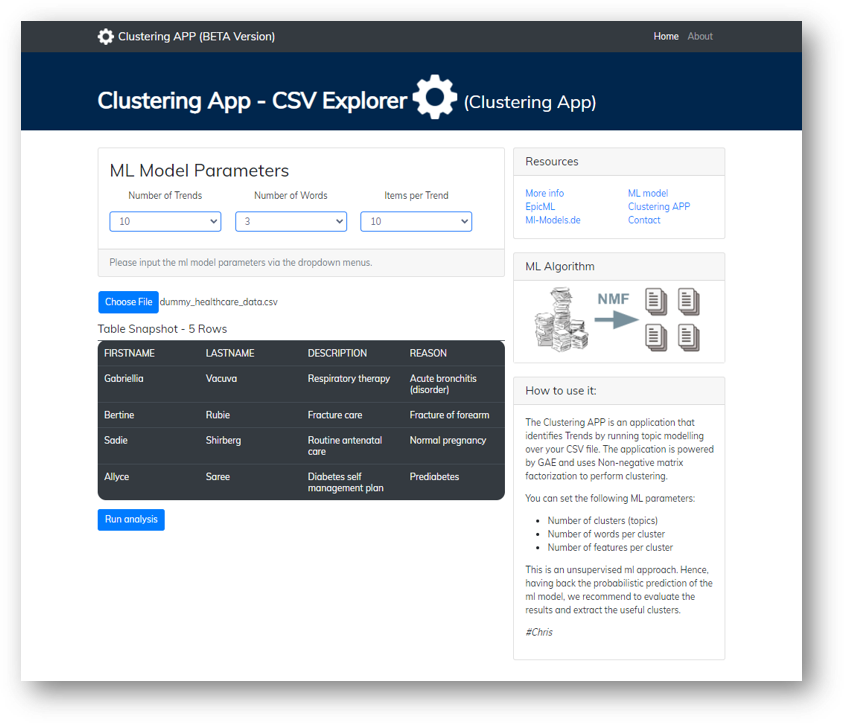 Clustering APP (BETA Version)
Home About
Clustering App - CSV Explorer (Clustering App)
ML Model Parameters
Number of Trends Number of Words Items per Trend
10 3 10
Please input the ml model parameters via the dropdown menus.
Choose File dummy_healthcare_data.csv
Table Snapshot - 5 Rows
FIRSTNAME LASTNAME DESCRIPTION REASON
Gabriellia Vacuva Respiratory therapy Acute bronchitis
(disorder)
Bertine Rubie Fracture care Fracture of forearm
Sadie Shirberg Routine antenatal Normal pregnancy
care
Allyce Saree Diabetes self Prediabetes
management plan
Run analysis
Resources
More info ML model
EpicML Clustering APP
Ml-Models.de Contact
ML Algorithm
NMF
How to use it:
The Clustering APP is an application that
identifies Trends by running topic modelling
over your CSV file. The application is powered
by GAE and uses Non-negative matrix
factorization to perform clustering.
You can set the following ML parameters:
• Number of clusters (topics)
• Number of words per cluster
• Number of features per cluster
This is an unsupervised ml approach. Hence,
having back the probabilistic prediction of the
ml model, we recommend to evaluate the
results and extract the useful clusters.
#Chris